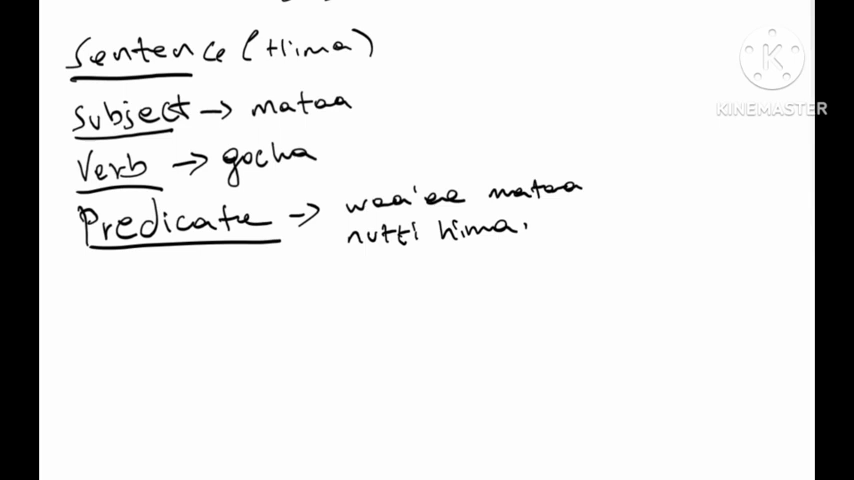 Sentence (Hima)
Subject → mataa
Verb → gocha
Predicate → waa'ee mataa
nutti hima.
KINEMASTER